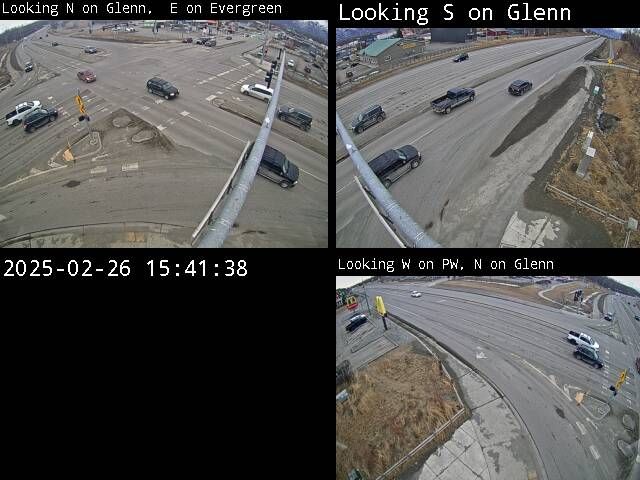 Looking N on Glenn,  E on Evergreen
Looking S on Glenn
2025-02-26 15:41:38
Looking W on PW, N on Glenn